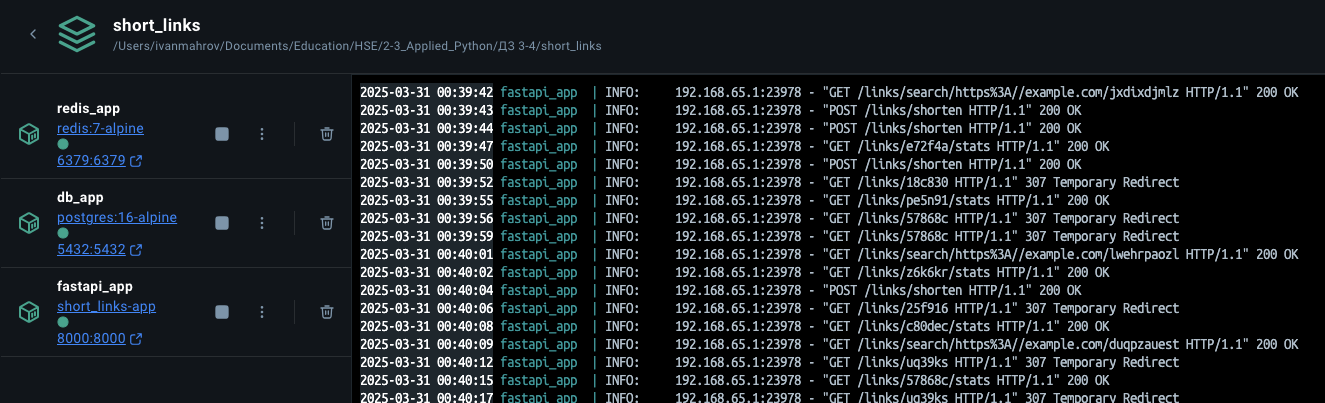 short_links
/Users/ivanmahrov/Documents/Education/HSE/2-3_Applied_Python/ДЗ 3-4/short_links
redis_app
redis:7-alpine
6379:6379
db_app
postgres:16-alpine
5432:5432
fastapi_app
short_links-app
8000:8000
2025-03-31 00:39:42 fastapi_app | INFO: 192.168.65.1:23978 - "GET /links/search/https%3A//example.com/jxdixdjmlz HTTP/1.1" 200 OK
2025-03-31 00:39:43 fastapi_app | INFO: 192.168.65.1:23978 - "POST /links/shorten HTTP/1.1" 200 OK
2025-03-31 00:39:44 fastapi_app | INFO: 192.168.65.1:23978 - "POST /links/shorten HTTP/1.1" 200 OK
2025-03-31 00:39:47 fastapi_app | INFO: 192.168.65.1:23978 - "GET /links/e72f4a/stats HTTP/1.1" 200 OK
2025-03-31 00:39:50 fastapi_app | INFO: 192.168.65.1:23978 - "POST /links/shorten HTTP/1.1" 200 OK
2025-03-31 00:39:52 fastapi_app | INFO: 192.168.65.1:23978 - "GET /links/18c830 HTTP/1.1" 307 Temporary Redirect
2025-03-31 00:39:55 fastapi_app | INFO: 192.168.65.1:23978 - "GET /links/pe5n91/stats HTTP/1.1" 200 OK
2025-03-31 00:39:56 fastapi_app | INFO: 192.168.65.1:23978 - "GET /links/57868c HTTP/1.1" 307 Temporary Redirect
2025-03-31 00:39:59 fastapi_app | INFO: 192.168.65.1:23978 - "GET /links/57868c HTTP/1.1" 307 Temporary Redirect
2025-03-31 00:40:01 fastapi_app | INFO: 192.168.65.1:23978 - "GET /links/search/https%3A//example.com/lwehrpaozl HTTP/1.1" 200 OK
2025-03-31 00:40:02 fastapi_app | INFO: 192.168.65.1:23978 - "GET /links/z6k6kr/stats HTTP/1.1" 200 OK
2025-03-31 00:40:04 fastapi_app | INFO: 192.168.65.1:23978 - "POST /links/shorten HTTP/1.1" 200 OK
2025-03-31 00:40:06 fastapi_app | INFO: 192.168.65.1:23978 - "GET /links/25f916 HTTP/1.1" 307 Temporary Redirect
2025-03-31 00:40:08 fastapi_app | INFO: 192.168.65.1:23978 - "GET /links/c80dec/stats HTTP/1.1" 200 OK
2025-03-31 00:40:09 fastapi_app | INFO: 192.168.65.1:23978 - "GET /links/search/https%3A//example.com/duqpzauest HTTP/1.1" 200 OK
2025-03-31 00:40:12 fastapi_app | INFO: 192.168.65.1:23978 - "GET /links/uq39ks HTTP/1.1" 307 Temporary Redirect
2025-03-31 00:40:15 fastapi_app | INFO: 192.168.65.1:23978 - "GET /links/57868c/stats HTTP/1.1" 200 OK
2025-03-31 00:40:17 fastapi_app | INFO: 192.168.65.1:23978 - "GET /links/uq39ks HTTP/1.1" 307 Temporary Redirect